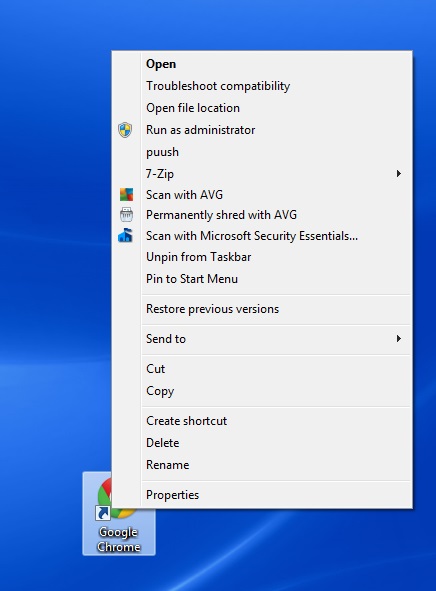 Open
Troubleshoot compatibility
Open file location
Run as administrator
puush
7-Zip
Scan with AVG
Permanently shred with AVG
Scan with Microsoft Security Essentials...
Unpin from Taskbar
Pin to Start Menu
Restore previous versions
Send to
Cut
Copy
Create shortcut
Delete
Rename
Properties
Google
Chrome